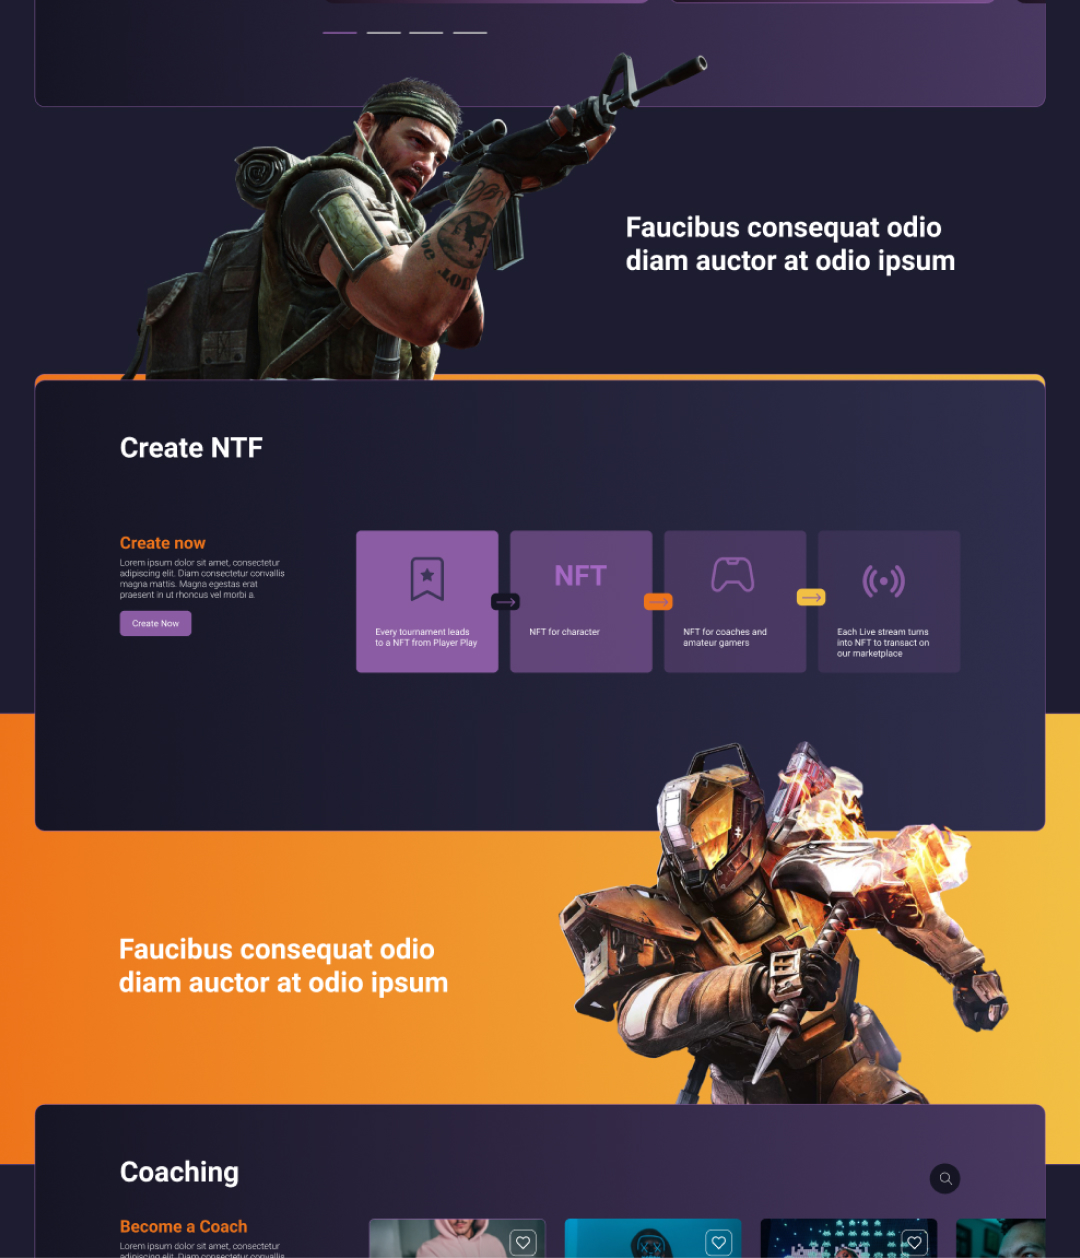 Faucibus consequat odio
diam auctor at odio ipsum
Create NTF
Create now
Lorem ipsum dolor sit amet, consectetur
adipiscing elit. Diam consectetur convallis
magna mattis. Magna egestas erat
praesent in ut rhoncus vel morbi a.
Create Now
Every tournament leads
to a NFT from Player Play
NFT
NFT for character
NFT for coaches and
amateur gamers
Each Live stream turns
into NFT to transact on
our marketplace
Faucibus consequat odio
diam auctor at odio ipsum
Coaching
Become a Coach
Lorem ipsum dolor sit amet, consectetur
adipiscing elit. Diam consectetur convallis